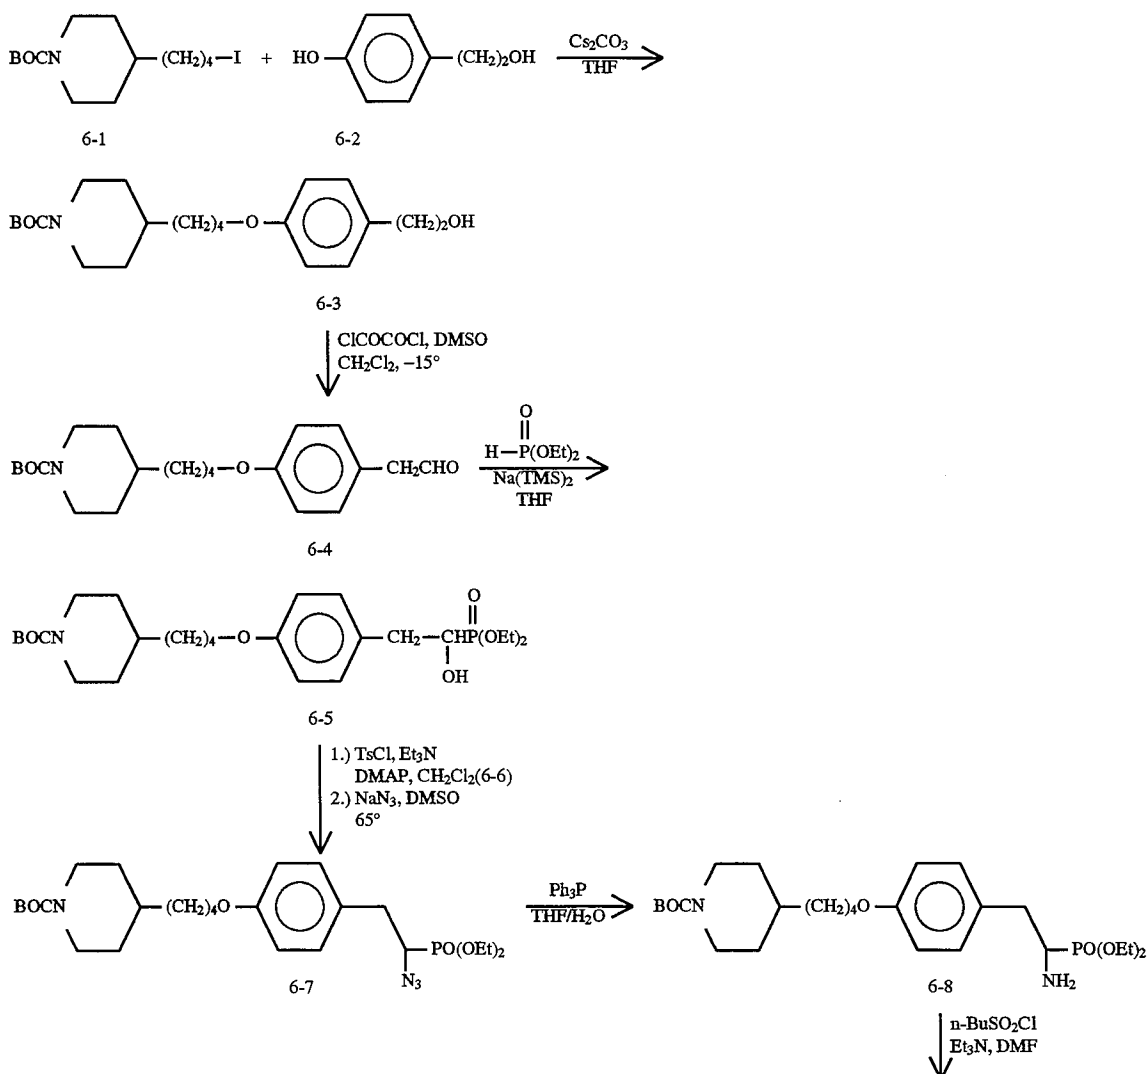 BOCN (CH₂)₄—I + HO (CH₂)₂OH Cs₂CO₃
THF
6-1 6-2
BOCN (CH₂)₄—O (CH₂)₂OH
6-3
ClCOCOCl, DMSO
CH₂Cl₂, −15°
BOCN (CH₂)₄—O CH₂CHO
O
H—P(OEt)₂
Na(TMS)₂
THF
6-4
BOCN (CH₂)₄—O CH₂—CHP(OEt)₂
O
OH
6-5
1.) TsCl, Et₃N
DMAP, CH₂Cl₂(6-6)
2.) NaN₃, DMSO
65°
BOCN (CH₂)₄O PO(OEt)₂
N₃
6-7
Ph₃P
THF/H₂O
BOCN (CH₂)₄O PO(OEt)₂
NH₂
6-8
n-BuSO₂Cl
Et₃N, DMF